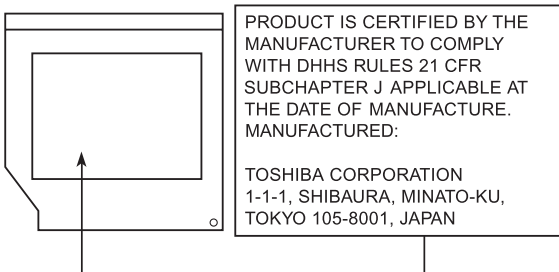 PRODUCT IS CERTIFIED BY THE
MANUFACTURER TO COMPLY
WITH DHHS RULES 21 CFR
SUBCHAPTER J APPLICABLE AT
THE DATE OF MANUFACTURE.
MANUFACTURED:
TOSHIBA CORPORATION
1-1-1, SHIBAURA, MINATO-KU,
TOKYO 105-8001, JAPAN